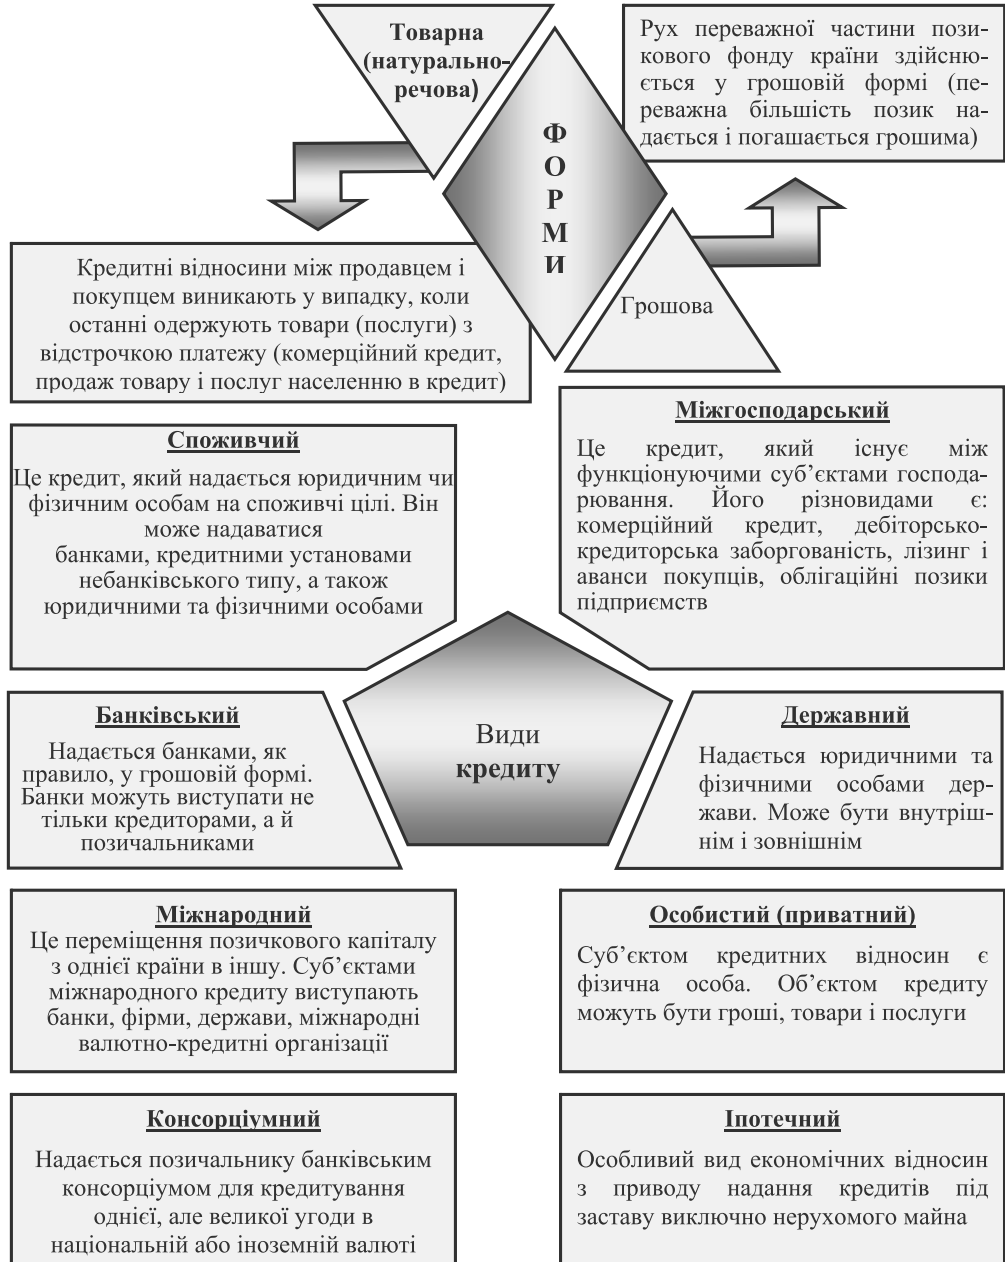 Товарна
(натурально-
речова)
Рух переважної частини пози-
кового фонду країни здійсню-
ється у грошовій формі (пе-
реважна більшість позик на-
дається і погашається грошима)
Ф
О
Р
М
И
Кредитні відносини між продавцем і
покупцем виникають у випадку, коли
останні одержують товари (послуги) з
відстрочкою платежу (комерційний кредит,
продаж товару і послуг населенню в кредит)
Грошова
Споживчий
Це кредит, який надається юридичним чи
фізичним особам на споживчі цілі. Він
може надаватися
банками, кредитними установами
небанківського типу, а також
юридичними та фізичними особами
Міжгосподарський
Це кредит, який існує між
функціонуючими суб’єктами господа-
рювання. Його різновидами є:
комерційний кредит, дебіторсько-
кредиторська заборгованість, лізинг і
аванси покупців, облігаційні позики
підприємств
Види
кредиту
Банківський
Надається банками, як
правило, у грошовій формі.
Банки можуть виступати не
тільки кредиторами, а й
позичальниками
Державний
Надається юридичними та
фізичними особами дер-
жави. Може бути внутріш-
нім і зовнішнім
Міжнародний
Це переміщення позичкового капіталу
з однієї країни в іншу. Суб’єктами
міжнародного кредиту виступають
банки, фірми, держави, міжнародні
валютно-кредитні організації
Особистий (приватний)
Суб’єктом кредитних відносин є
фізична особа. Об’єктом кредиту
можуть бути гроші, товари і послуги
Консорціумний
Надається позичальнику банківським
консорціумом для кредитування
однієї, але великої угоди в
національній або іноземній валюті
Іпотечний
Особливий вид економічних відносин
з приводу надання кредитів під
заставу виключно нерухомого майна